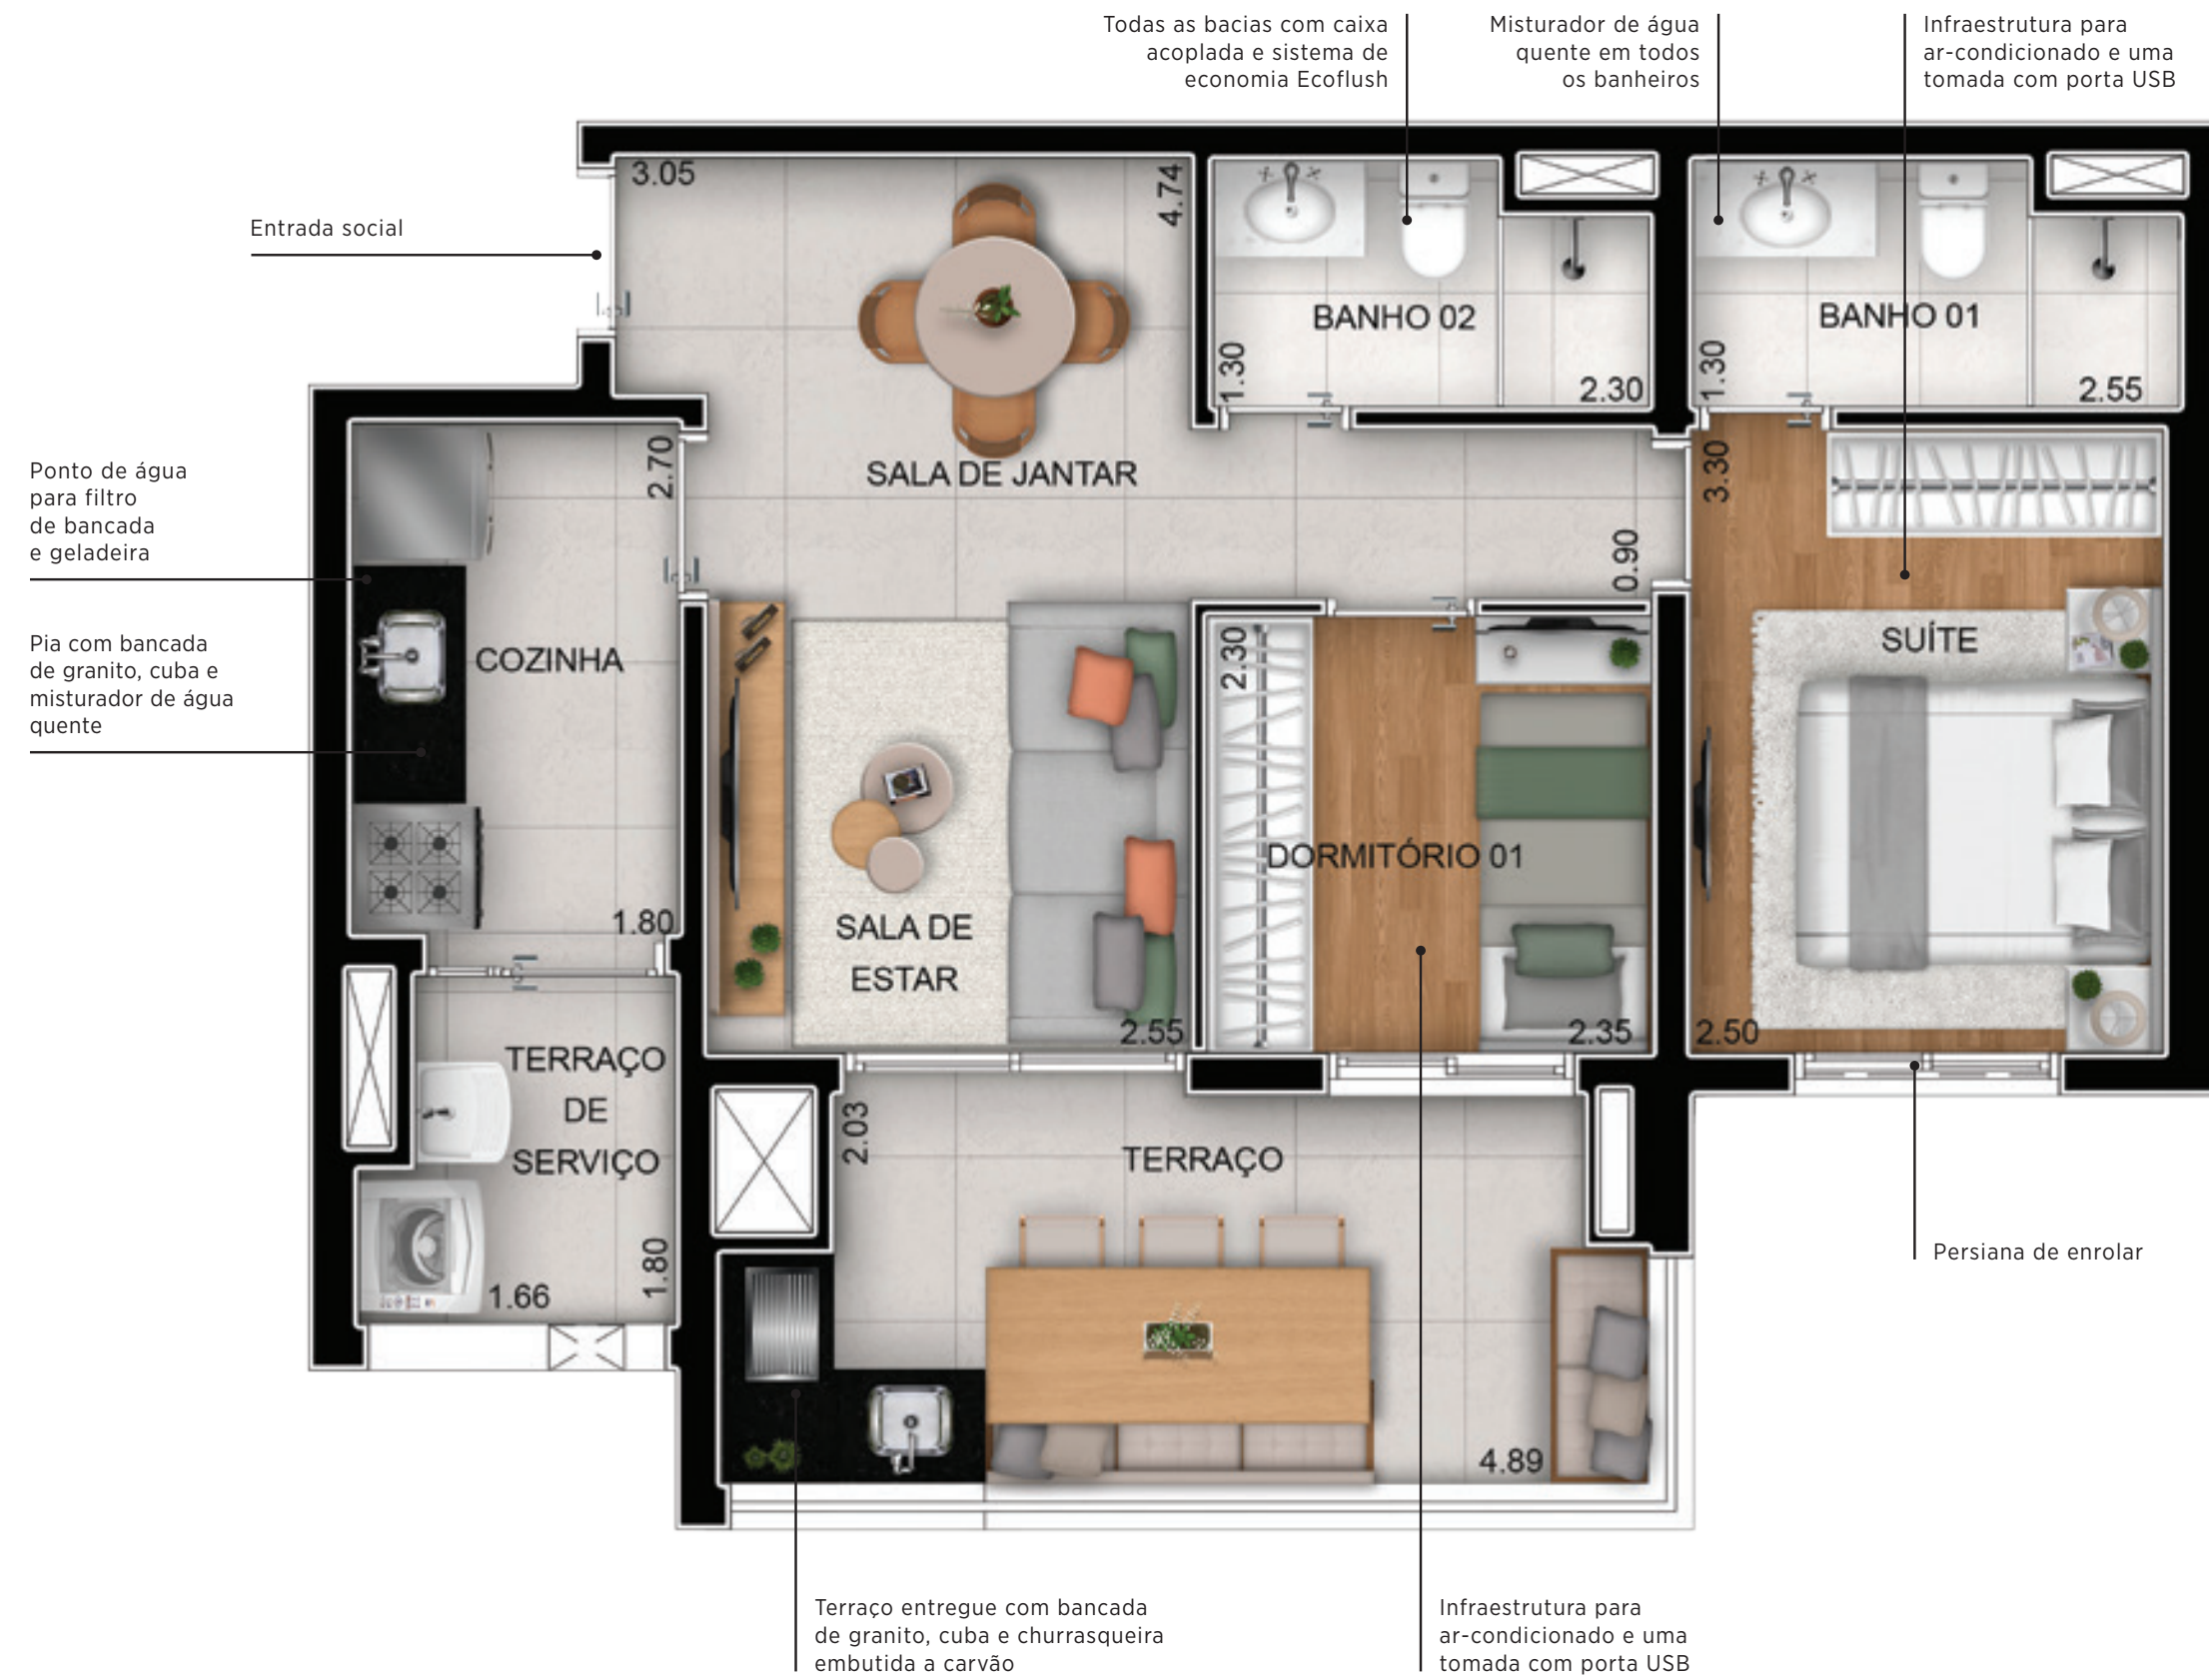 Todas as bacias com caixa
acoplada e sistema de
economia Ecoflush
Misturador de água
quente em todos
os banheiros
Infraestrutura para
ar-condicionado e uma
tomada com porta USB
Entrada social
3.05
4.74
BANHO 02
1.30
2.30
BANHO 01
1.30
2.55
Ponto de água
para filtro
de bancada
e geladeira
2.70
SALA DE JANTAR
0.90
3.30
Pia com bancada
de granito, cuba e
misturador de água
quente
COZINHA
1.80
SALA DE
ESTAR
2.55
2.30
DORMITÓRIO 01
2.35
SUÍTE
2.50
TERRAÇO
DE
SERVIÇO
1.80
1.66
2.03
TERRAÇO
4.89
Persiana de enrolar
Terraço entregue com bancada
de granito, cuba e churrasqueira
embutida a carvão
Infraestrutura para
ar-condicionado e uma
tomada com porta USB